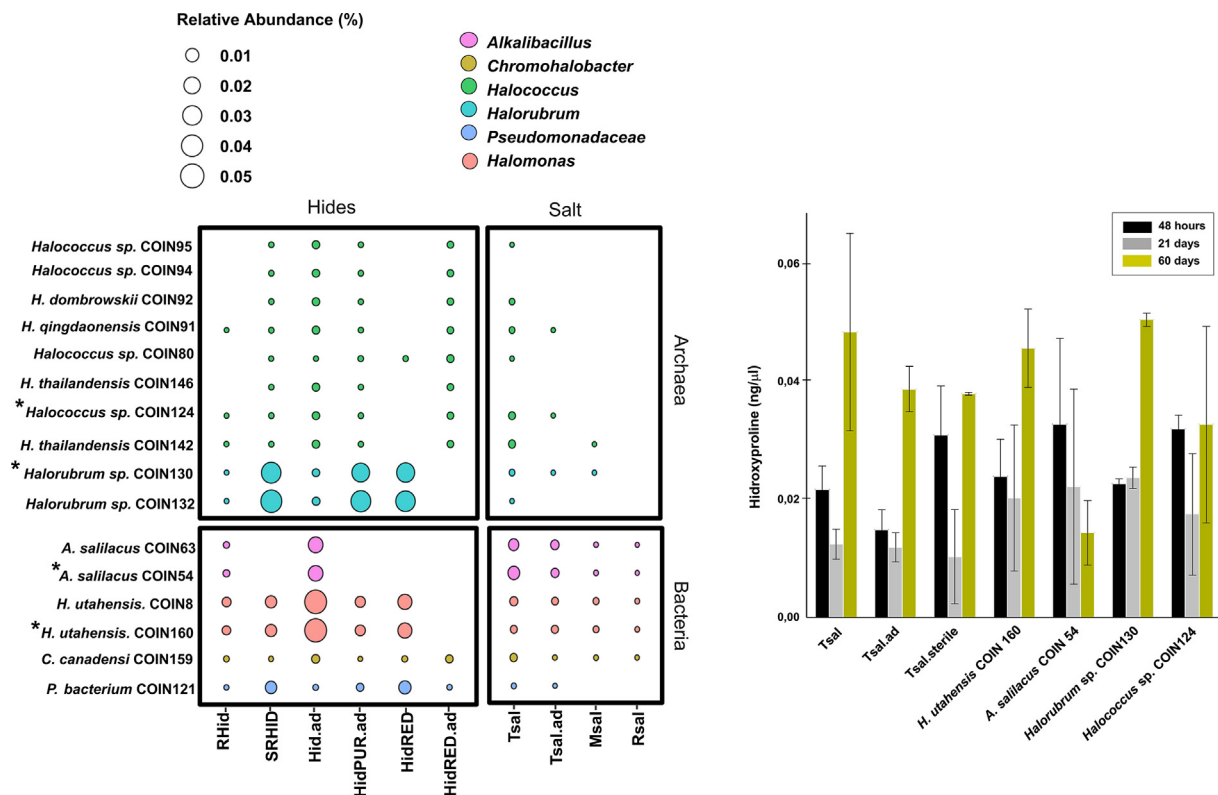 Relative Abundance (%)
0.01
0.02
0.03
0.04
0.05
Alkalibacillus
Chromohalobacter
Halococcus
Halorubrum
Pseudomonadaceae
Halomonas
Hides
Salt
Halococcus sp. COIN95
Halococcus sp. COIN94
H. dombrowskii COIN92
H. qingdaonensis COIN91
Halococcus sp. COIN80
H. thailandensis COIN146
*Halococcus sp. COIN124
H. thailandensis COIN142
*Halorubrum sp. COIN130
Halorubrum sp. COIN132
Archaea
A. salilacus COIN63
*A. salilacus COIN54
H. utahensis. COIN8
*H. utahensis. COIN160
C. canadensi COIN159
P. bacterium COIN121
Bacteria
RHid
SRHID
Hid.ad
HidPUR.ad
HidRED
HidRED.ad
Tsal
Tsal.ad
Msal
Rsal
48 hours
21 days
60 days
Hidroxyproline (ng/µl)
0,06
0,04
0,02
0,00
Tsal
Tsal.ad
Tsal.sterile
H. utahensis COIN 160
A. salilacus COIN 54
Halorubrum sp. COIN130
Halococcus sp. COIN124